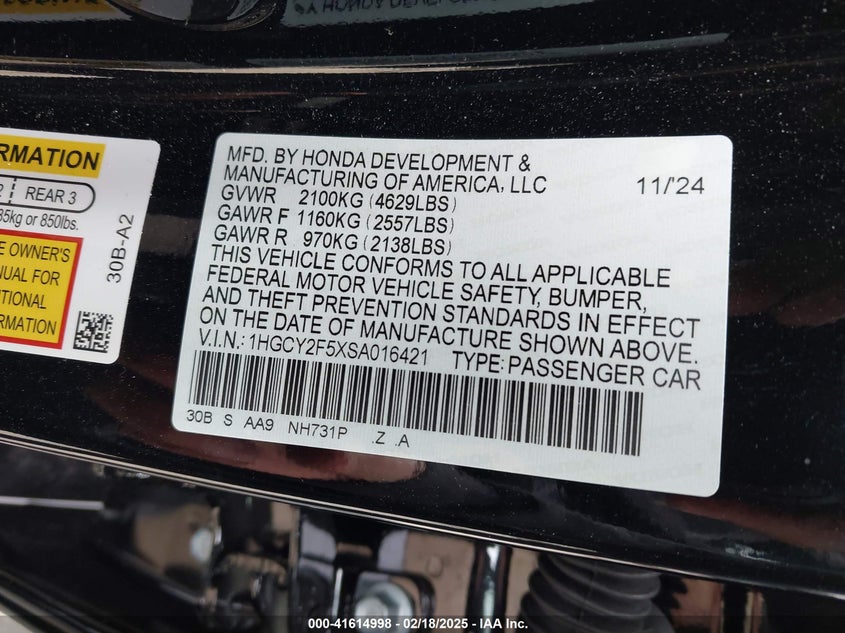 RMATION
2 REAR 3
85kg or 850lbs.
E OWNER'S
NUAL FOR
TIONAL
ORMATION
30B-A2
MFD. BY HONDA DEVELOPMENT &
MANUFACTURING OF AMERICA, LLC 11/'24
GVWR 2100KG (4629LBS)
GAWR F 1160KG (2557LBS)
GAWR R 970KG (2138LBS)
THIS VEHICLE CONFORMS TO ALL APPLICABLE
FEDERAL MOTOR VEHICLE SAFETY, BUMPER,
AND THEFT PREVENTION STANDARDS IN EFFECT
ON THE DATE OF MANUFACTURE SHOWN ABOVE.
V.I.N.:1HGCY2F5XSA016421 TYPE:PASSENGER CAR
30B S AA9 NH731P .Z .A
000-41614998 - 02/18/2025 - IAA Inc.